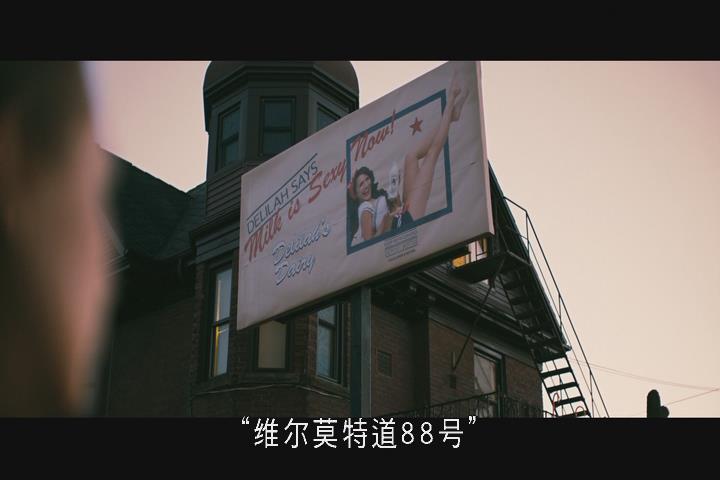 DELILAH SAYS
Milk is Sexy Now!
Delilah's
Dairy
“维尔莫特道88号”